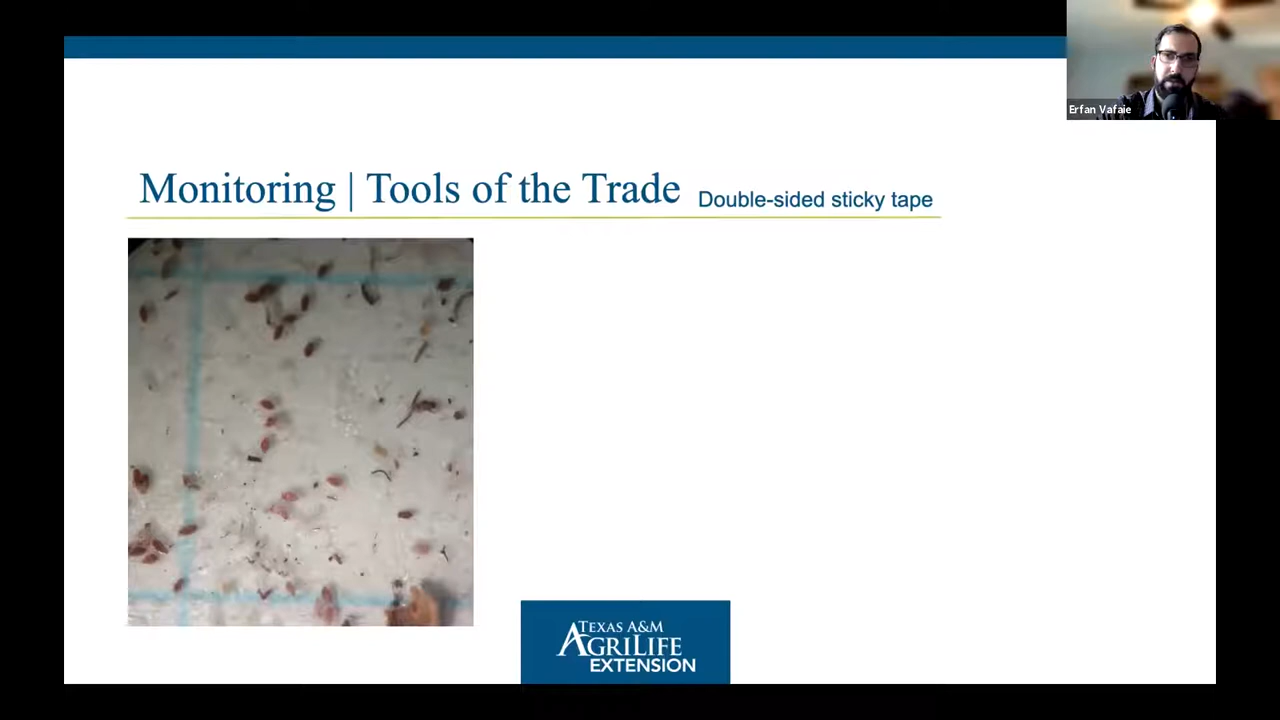 Erfan Vafaie
Monitoring | Tools of the Trade Double-sided sticky tape
TEXAS A&M
AGRILIFE
EXTENSION